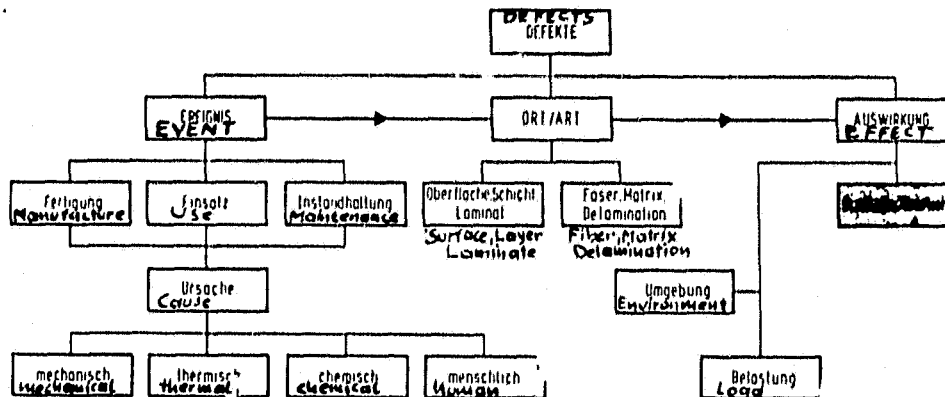 DEFECTS
DEFEKTE
EREIGNIS
EVENT
ORT/ART
AUSWIRKUNG
EFFECT
Fertigung
Manufacture
Einsatz
Use
Instandhaltung
Maintenance
Oberfläche,Schicht
Laminat
Surface, Layer
Laminate
Faser, Matrix,
Delamination
Fiber, Matrix
Delamination
Ursache
Cause
Umgebung
Environment
mechanisch
mechanical
thermisch
thermal
chemisch
chemical
menschlich
human
Belastung
Load